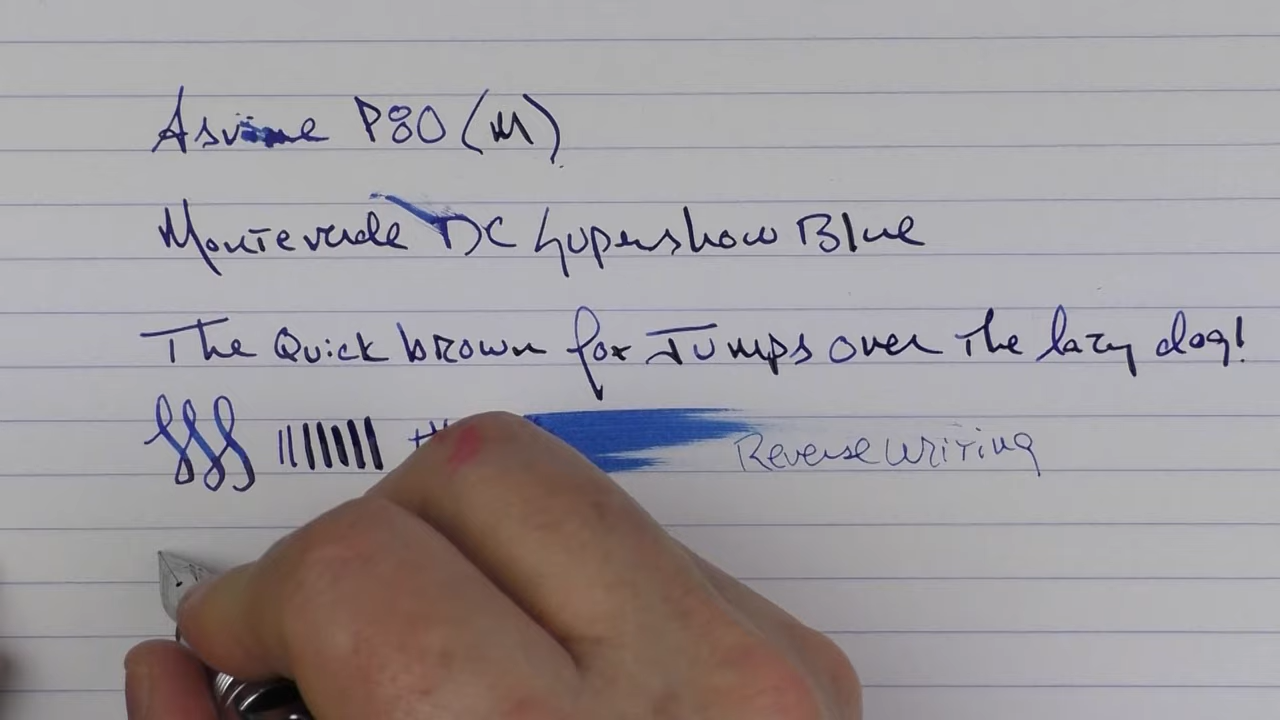 Asvine P80 (M)
Monteverde DC Supershow Blue
The Quick brown fox Jumps over The lazy dog!
Reverse Writing